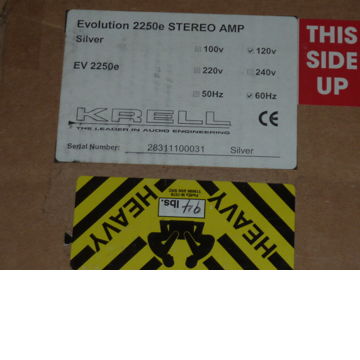 Evolution 2250e STEREO AMP
Silver
100v 120v
EV 2250e
220v 240v
50Hz 60Hz
KRELL
THE LEADER IN AUDIO ENGINEERING
Serial Number: 28311100031 Silver
THIS
SIDE
UP
lbs.
HEAVY
HEAVY